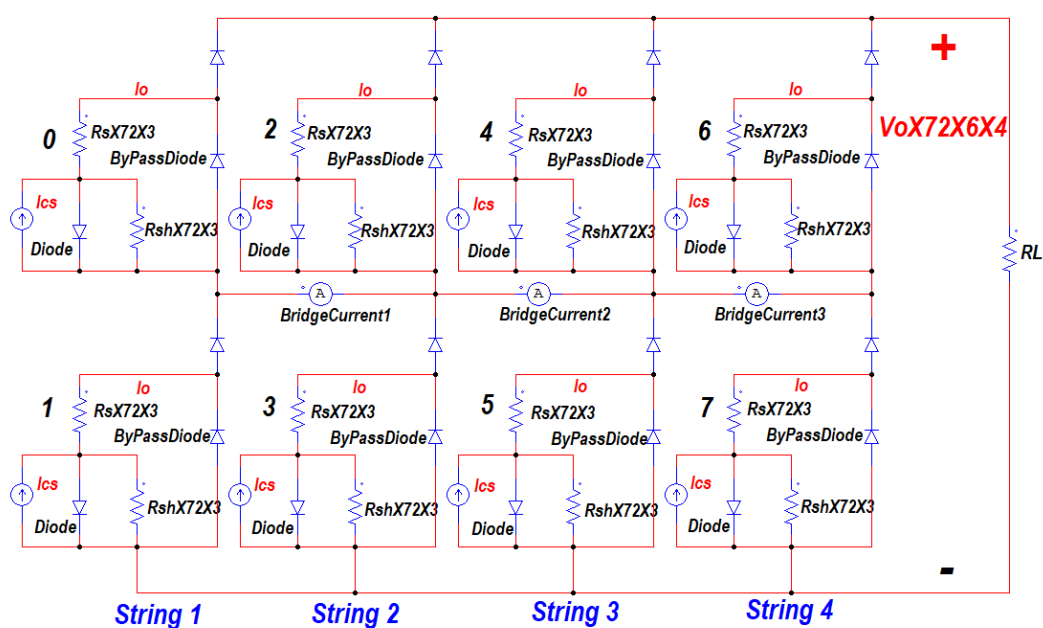 +
Io
Io
Io
Io
0
RsX72X3
2
RsX72X3
4
RsX72X3
6
RsX72X3
VoX72X6X4
ByPassDiode
ByPassDiode
ByPassDiode
ByPassDiode
Ics
Ics
Ics
Ics
RshX72X3
RshX72X3
RshX72X3
RshX72X3
Diode
Diode
Diode
Diode
RL
A
A
A
BridgeCurrent1
BridgeCurrent2
BridgeCurrent3
Io
Io
Io
Io
1
RsX72X3
3
RsX72X3
5
RsX72X3
7
RsX72X3
ByPassDiode
ByPassDiode
ByPassDiode
ByPassDiode
Ics
Ics
Ics
Ics
RshX72X3
RshX72X3
RshX72X3
RshX72X3
Diode
Diode
Diode
Diode
-
String 1
String 2
String 3
String 4